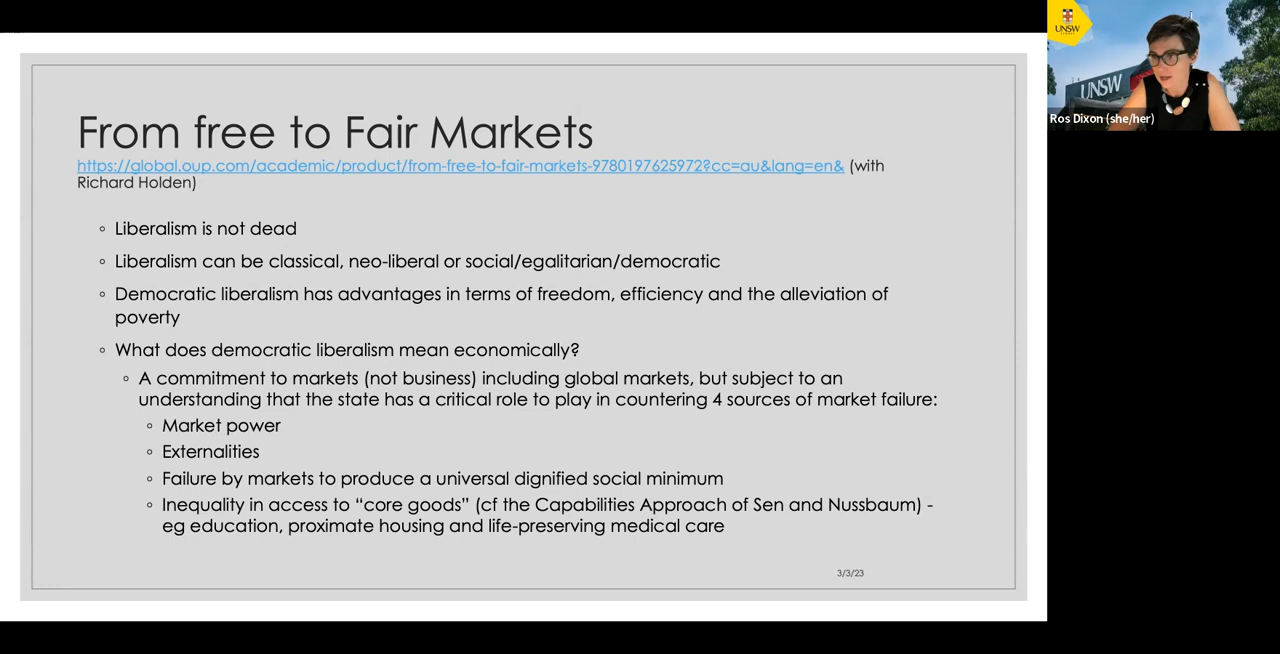 From free to Fair Markets
https://global.oup.com/academic/product/from-free-to-fair-markets-9780197625972?cc=au&lang=en& (with
Richard Holden)
◦ Liberalism is not dead
◦ Liberalism can be classical, neo-liberal or social/egalitarian/democratic
◦ Democratic liberalism has advantages in terms of freedom, efficiency and the alleviation of
poverty
◦ What does democratic liberalism mean economically?
◦ A commitment to markets (not business) including global markets, but subject to an
understanding that the state has a critical role to play in countering 4 sources of market failure:
◦ Market power
◦ Externalities
◦ Failure by markets to produce a universal dignified social minimum
◦ Inequality in access to “core goods” (cf the Capabilities Approach of Sen and Nussbaum) -
eg education, proximate housing and life-preserving medical care
3/3/23
UNSW
UNSW
Ros Dixon (she/her)